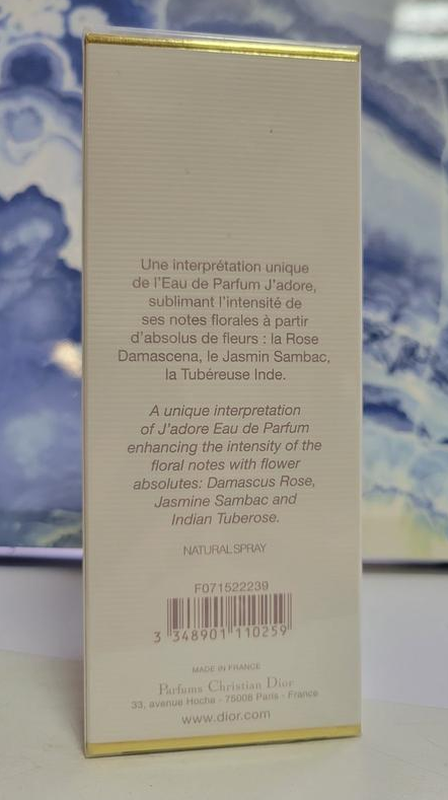 Une interprétation unique
de l'Eau de Parfum J'adore,
sublimant l'intensité de
ses notes florales à partir
d'absolus de fleurs : la Rose
Damascena, le Jasmin Sambac,
la Tubéreuse Inde.
A unique interpretation
of J'adore Eau de Parfum
enhancing the intensity of the
floral notes with flower
absolutes: Damascus Rose,
Jasmine Sambac and
Indian Tuberose.
NATURAL SPRAY
F071522239
3 348901 110259
MADE IN FRANCE
Parfums Christian Dior
33, avenue Hoche - 75008 Paris - France
www.dior.com